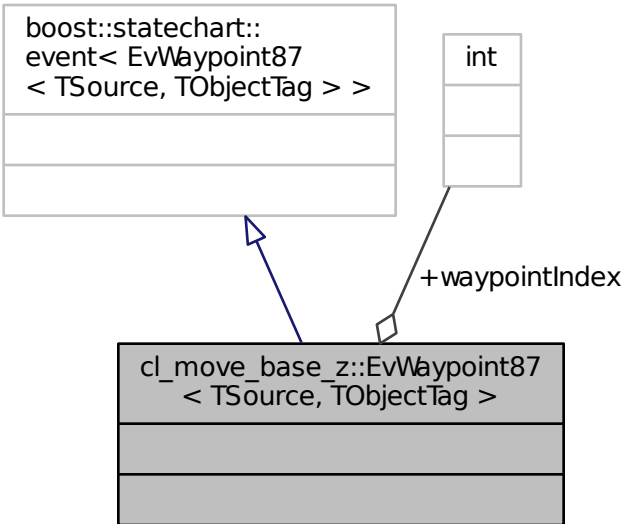 boost::statechart::
event< EvWaypoint87
< TSource, TObjectTag > >
int
+waypointIndex
cl_move_base_z::EvWaypoint87
< TSource, TObjectTag >